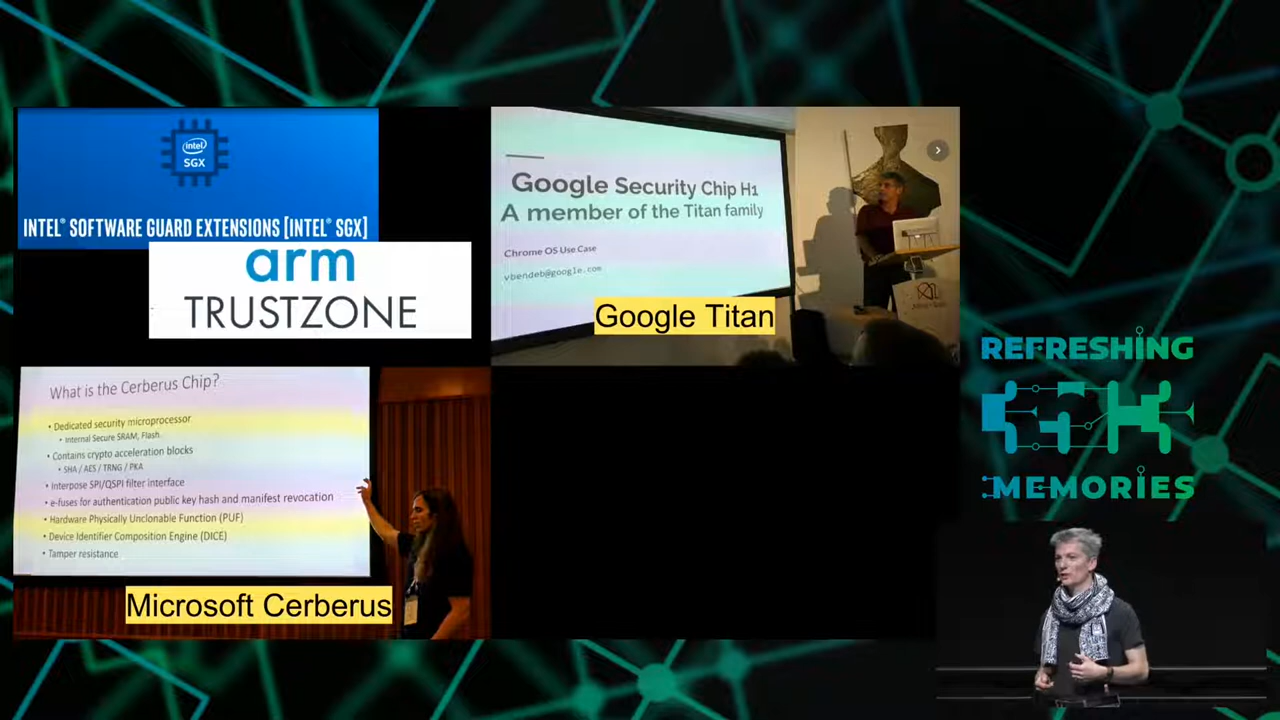 intel
SGX
INTEL® SOFTWARE GUARD EXTENSIONS [INTEL® SGX]
arm
TRUSTZONE
Google Security Chip H1
A member of the Titan family
Chrome OS Use Case
vbendeb@google.com
Google Titan
What is the Cerberus Chip?
• Dedicated security microprocessor
• Internal Secure SRAM, Flash
• Contains crypto acceleration blocks
• SHA / AES / TRNG / PKA
• Interpose SPI/QSPI filter interface
• e-fuses for authentication public key hash and manifest revocation
• Hardware Physically Unclonable Function (PUF)
• Device Identifier Composition Engine (DICE)
• Tamper resistance
Microsoft Cerberus
REFRESHING
MEMORIES